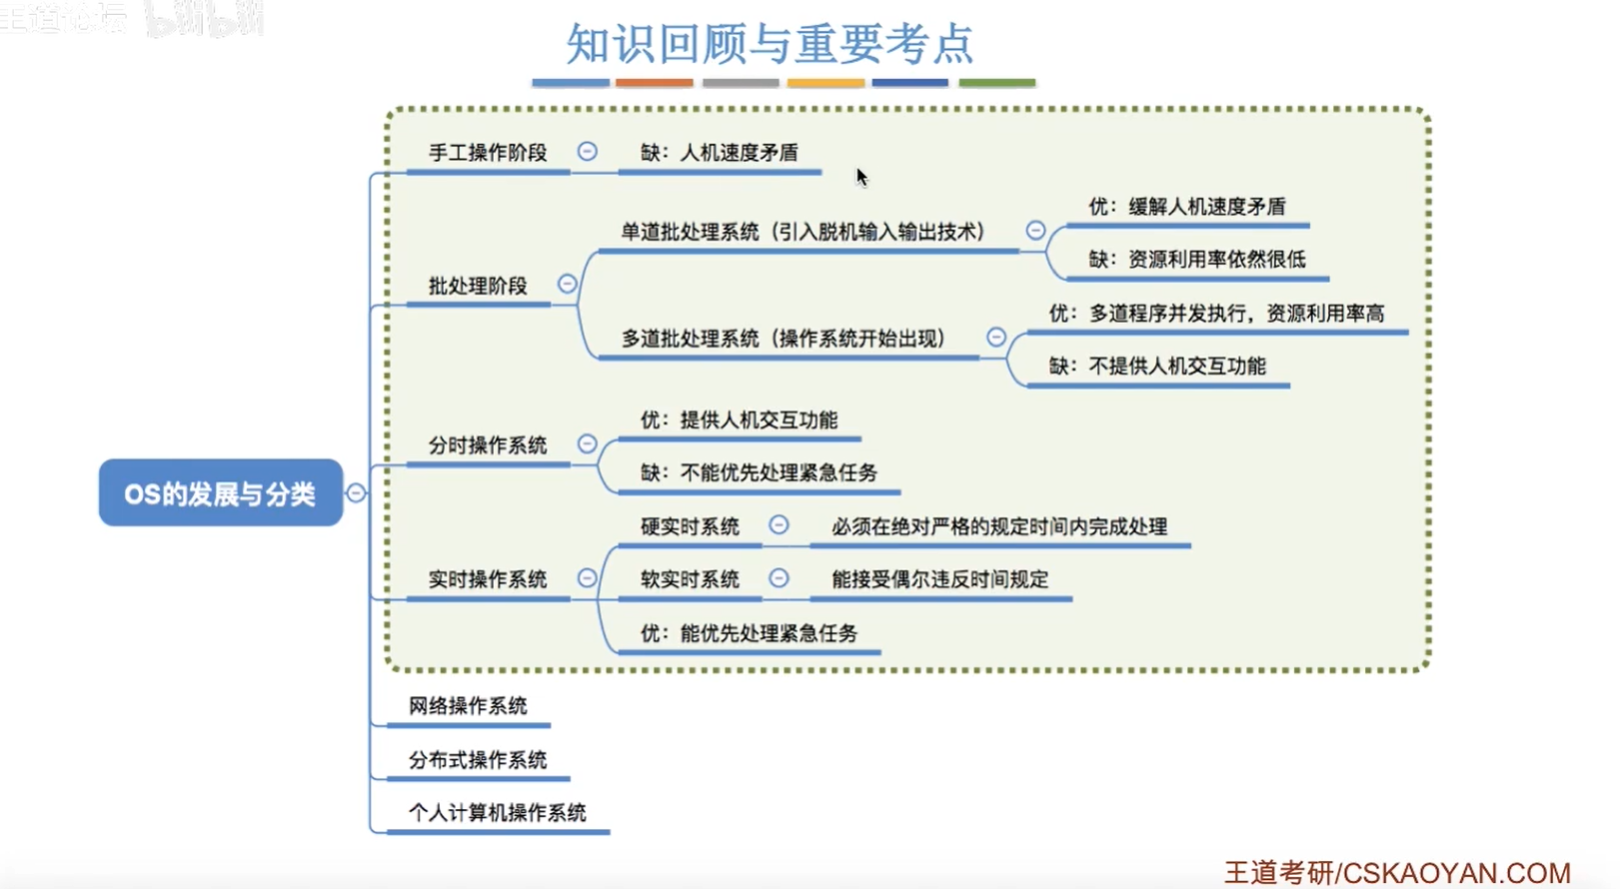 王道论坛 bilibili
知识回顾与重要考点
手工操作阶段
缺：人机速度矛盾
批处理阶段
单道批处理系统（引入脱机输入输出技术）
优：缓解人机速度矛盾
缺：资源利用率依然很低
多道批处理系统（操作系统开始出现）
优：多道程序并发执行，资源利用率高
缺：不提供人机交互功能
分时操作系统
优：提供人机交互功能
缺：不能优先处理紧急任务
OS的发展与分类
实时操作系统
硬实时系统
必须在绝对严格的规定时间内完成处理
软实时系统
能接受偶尔违反时间规定
优：能优先处理紧急任务
网络操作系统
分布式操作系统
个人计算机操作系统
王道考研/CSKAOYAN.COM